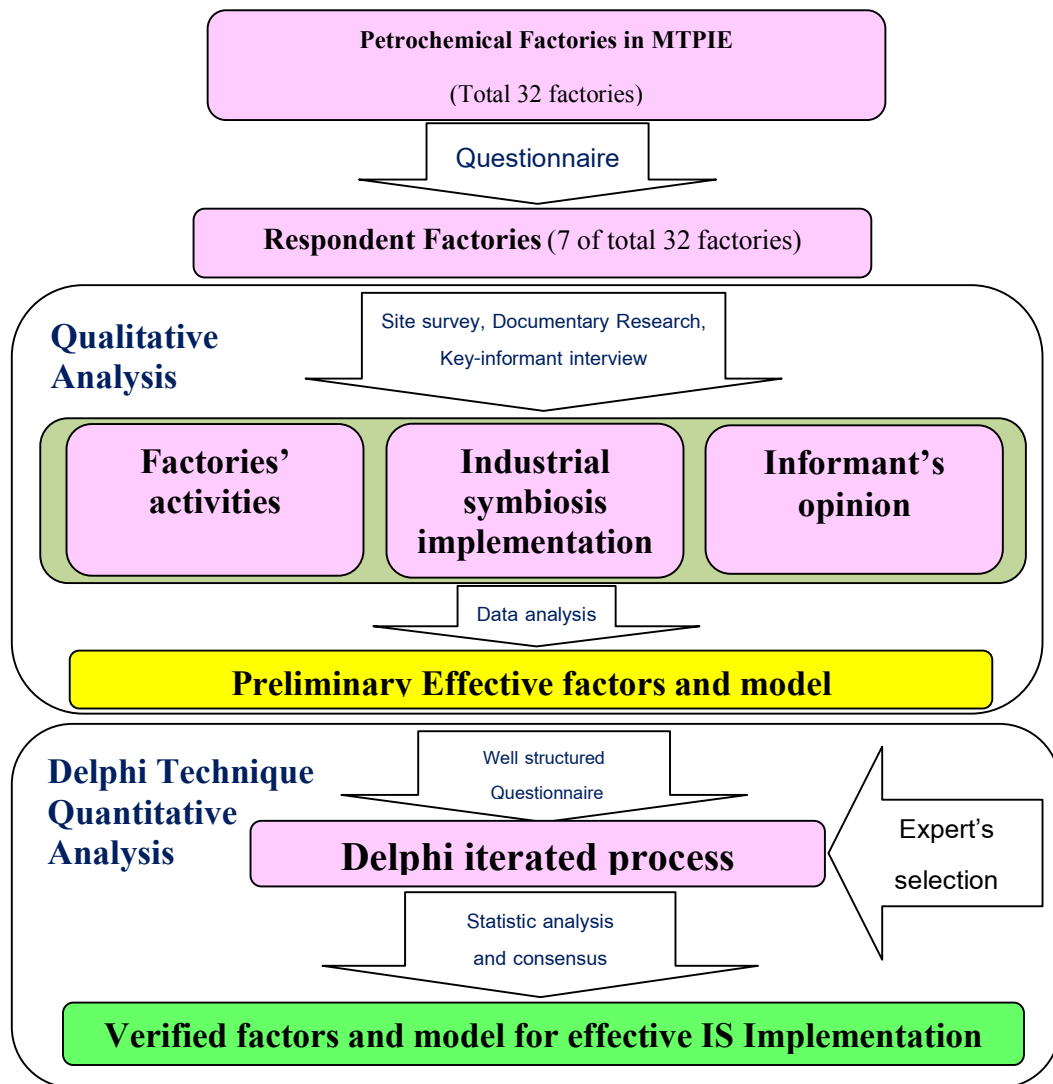 Petrochemical Factories in MTPIE
(Total 32 factories)
Questionnaire
Respondent Factories (7 of total 32 factories)
Qualitative
Analysis
Site survey, Documentary Research,
Key-informant interview
Factories’
activities
Industrial
symbiosis
implementation
Informant’s
opinion
Data analysis
Preliminary Effective factors and model
Delphi Technique
Quantitative
Analysis
Well structured
Questionnaire
Delphi iterated process
Expert’s
selection
Statistic analysis
and consensus
Verified factors and model for effective IS Implementation